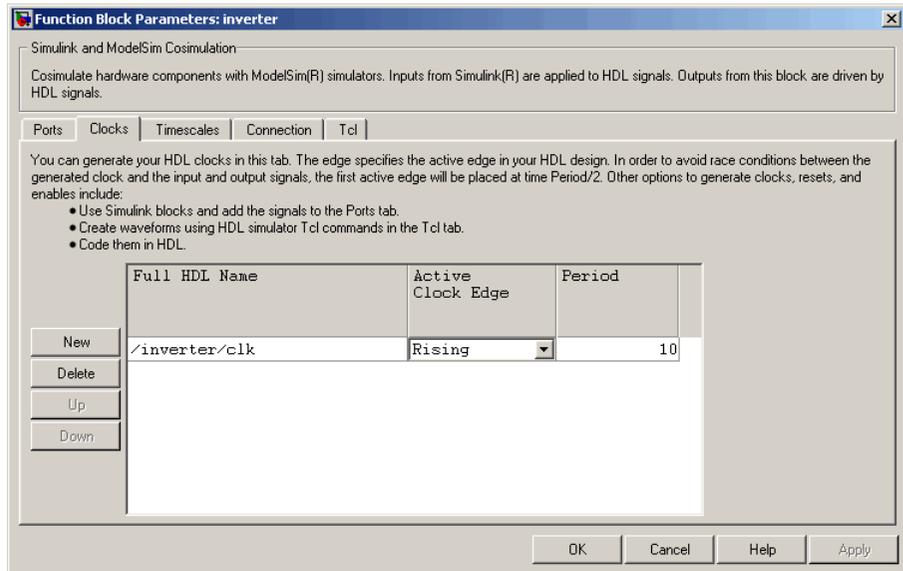 Function Block Parameters: inverter
Simulink and ModelSim Cosimulation
Cosimulate hardware components with ModelSim(R) simulators. Inputs from Simulink(R) are applied to HDL signals. Outputs from this block are driven by
HDL signals.
Ports Clocks Timescales Connection Tcl
You can generate your HDL clocks in this tab. The edge specifies the active edge in your HDL design. In order to avoid race conditions between the
generated clock and the input and output signals, the first active edge will be placed at time Period/2. Other options to generate clocks, resets, and
enables include:
● Use Simulink blocks and add the signals to the Ports tab.
● Create waveforms using HDL simulator Tcl commands in the Tcl tab.
● Code them in HDL.
Full HDL Name Active Period
Clock Edge
New
/inverter/clk Rising 10
Delete
Up
Down
OK Cancel Help Apply